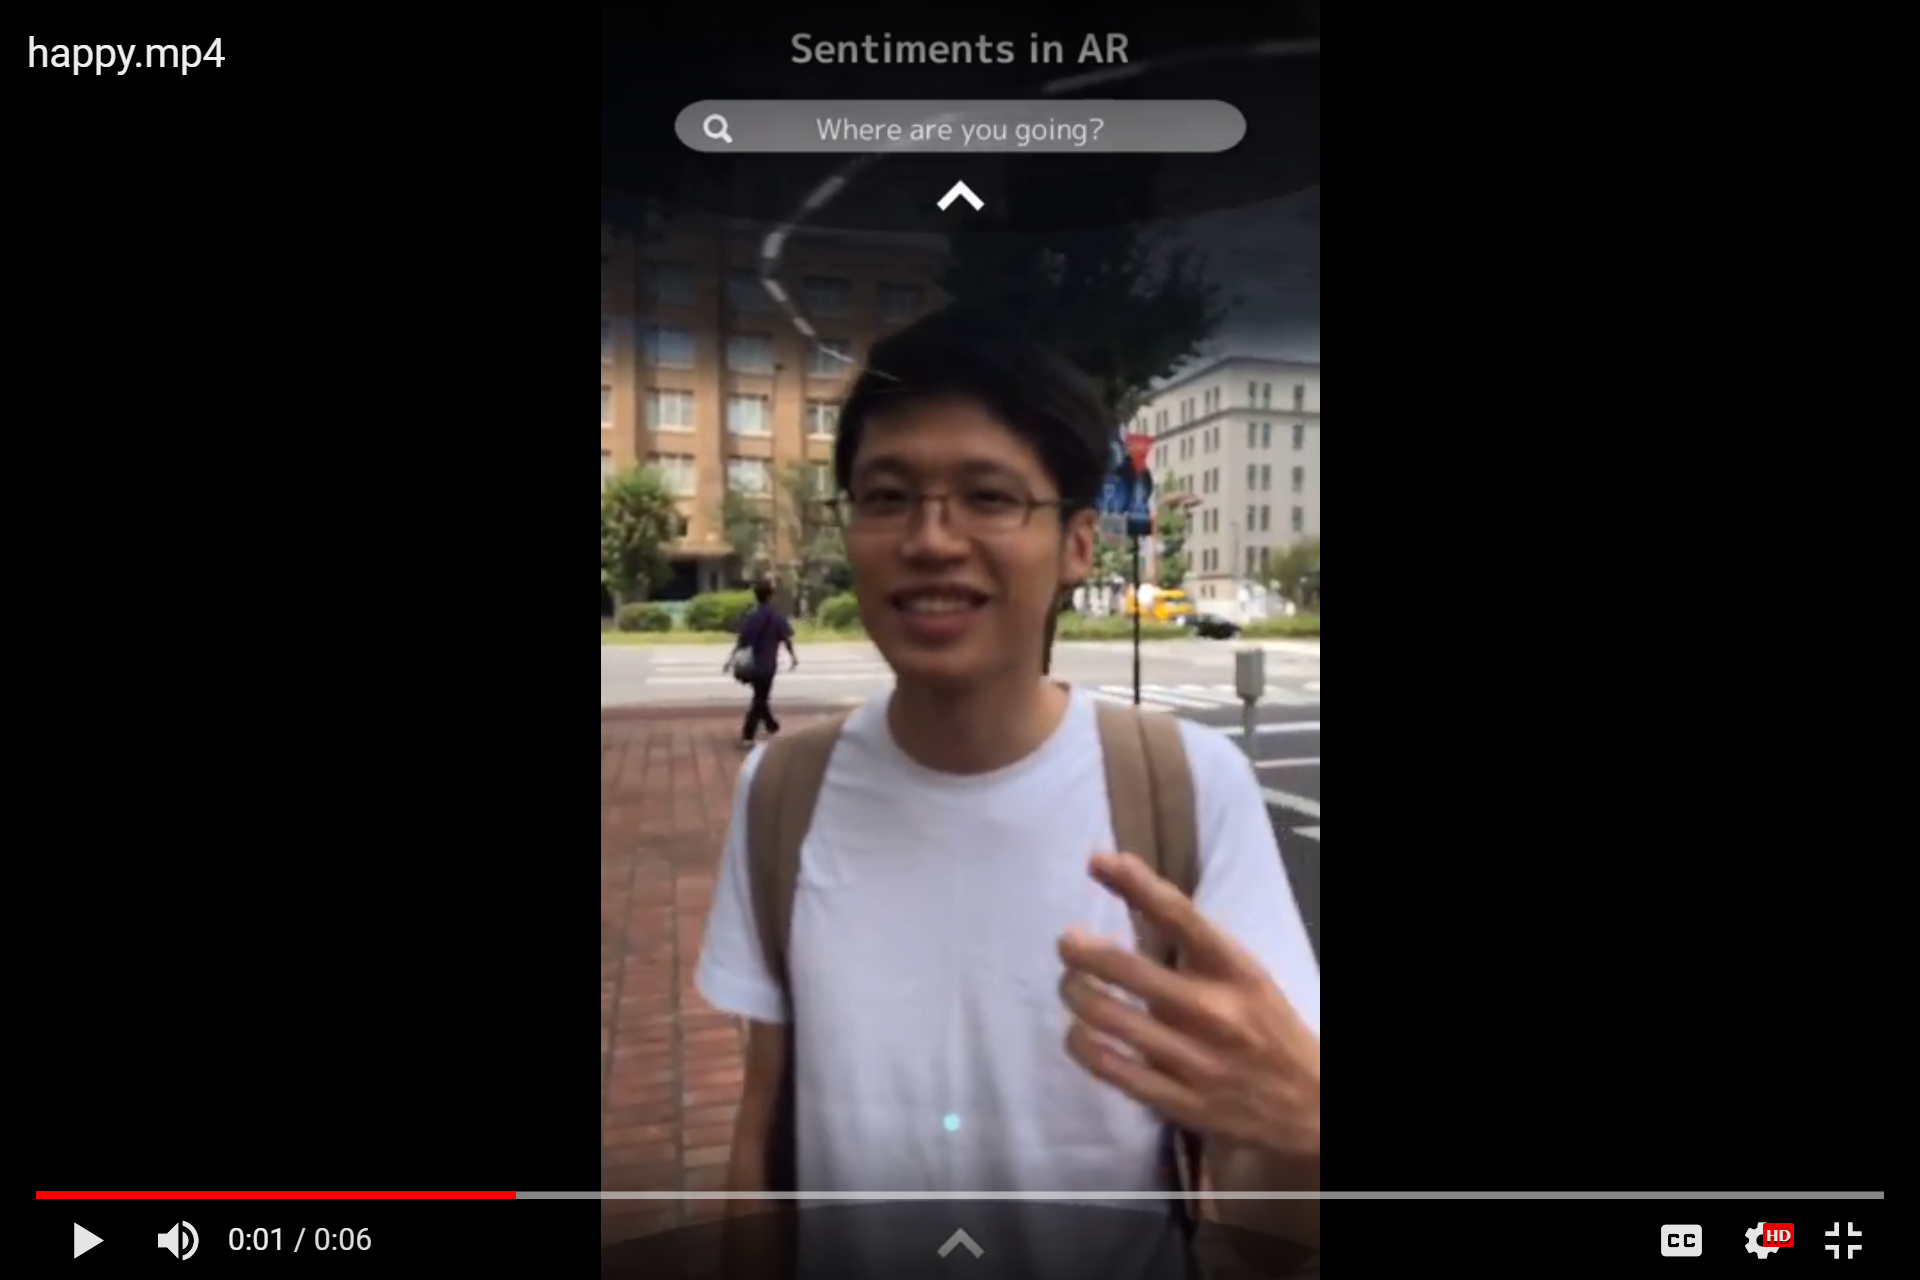 happy.mp4
Sentiments in AR
Where are you going?
0:01 / 0:06
CC
HD